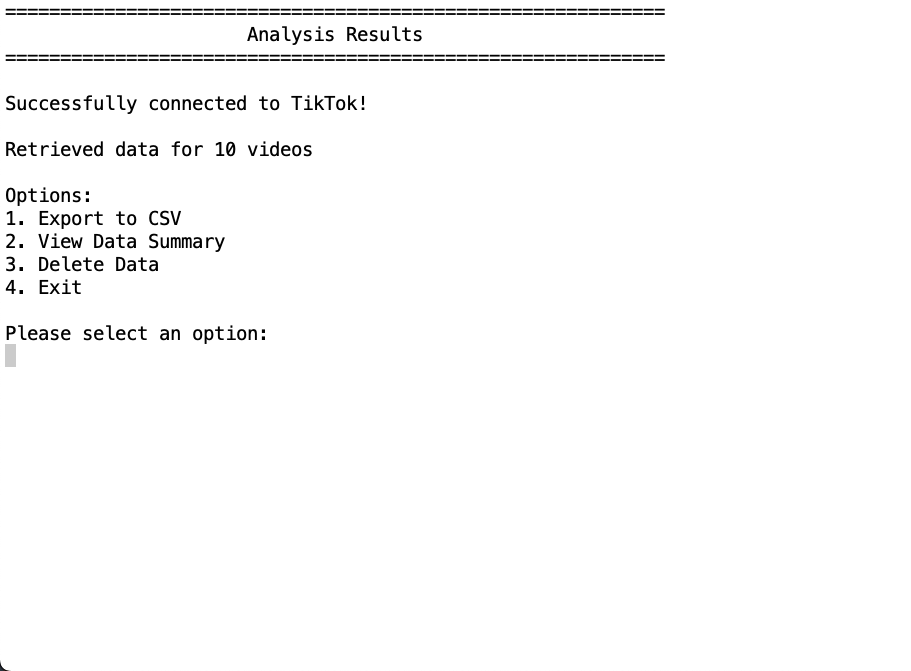 ============================================================
Analysis Results
============================================================
Successfully connected to TikTok!
Retrieved data for 10 videos
Options:
1. Export to CSV
2. View Data Summary
3. Delete Data
4. Exit
Please select an option: